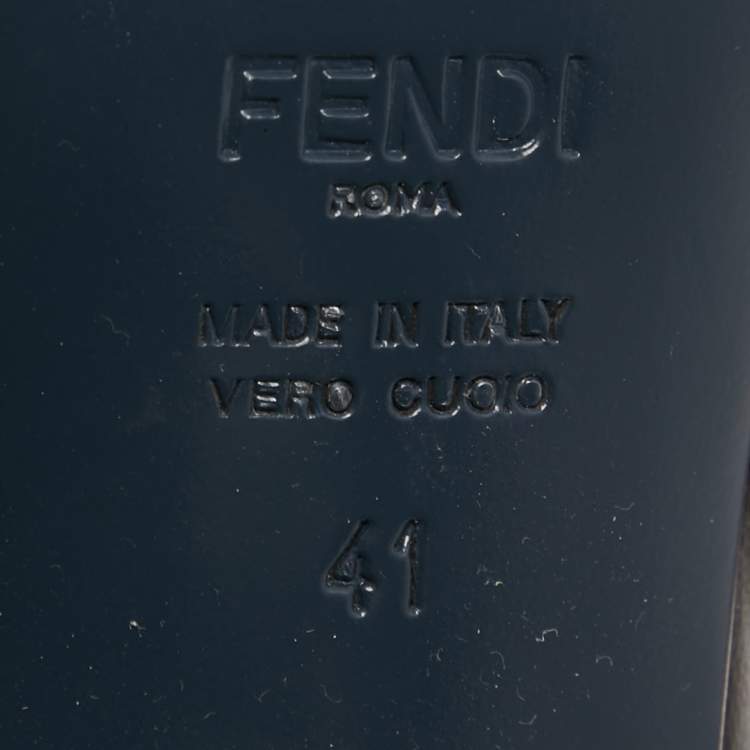 FENDI
ROMA
MADE IN ITALY
VERO CUOIO
41